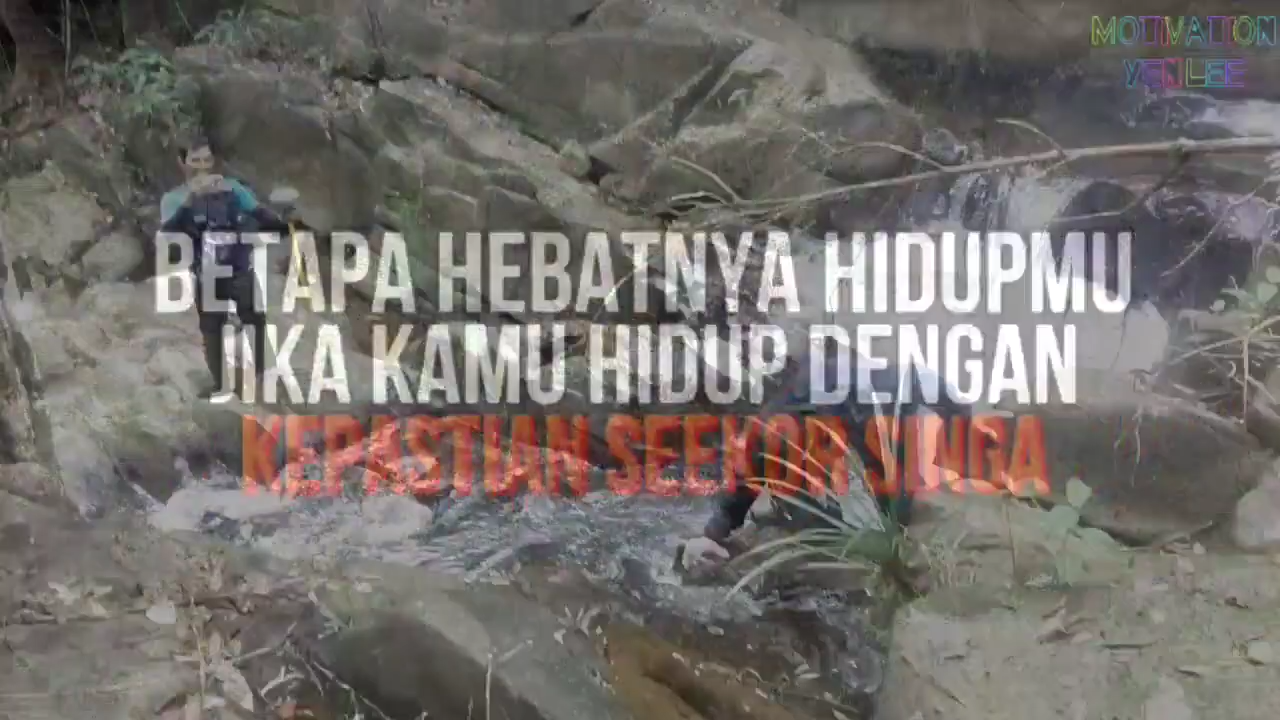 MOTIVATION
YEN LEE
BETAPA HEBATNYA HIDUPMU
JIKA KAMU HIDUP DENGAN
KEPASTIAN SEEKOR SINGA